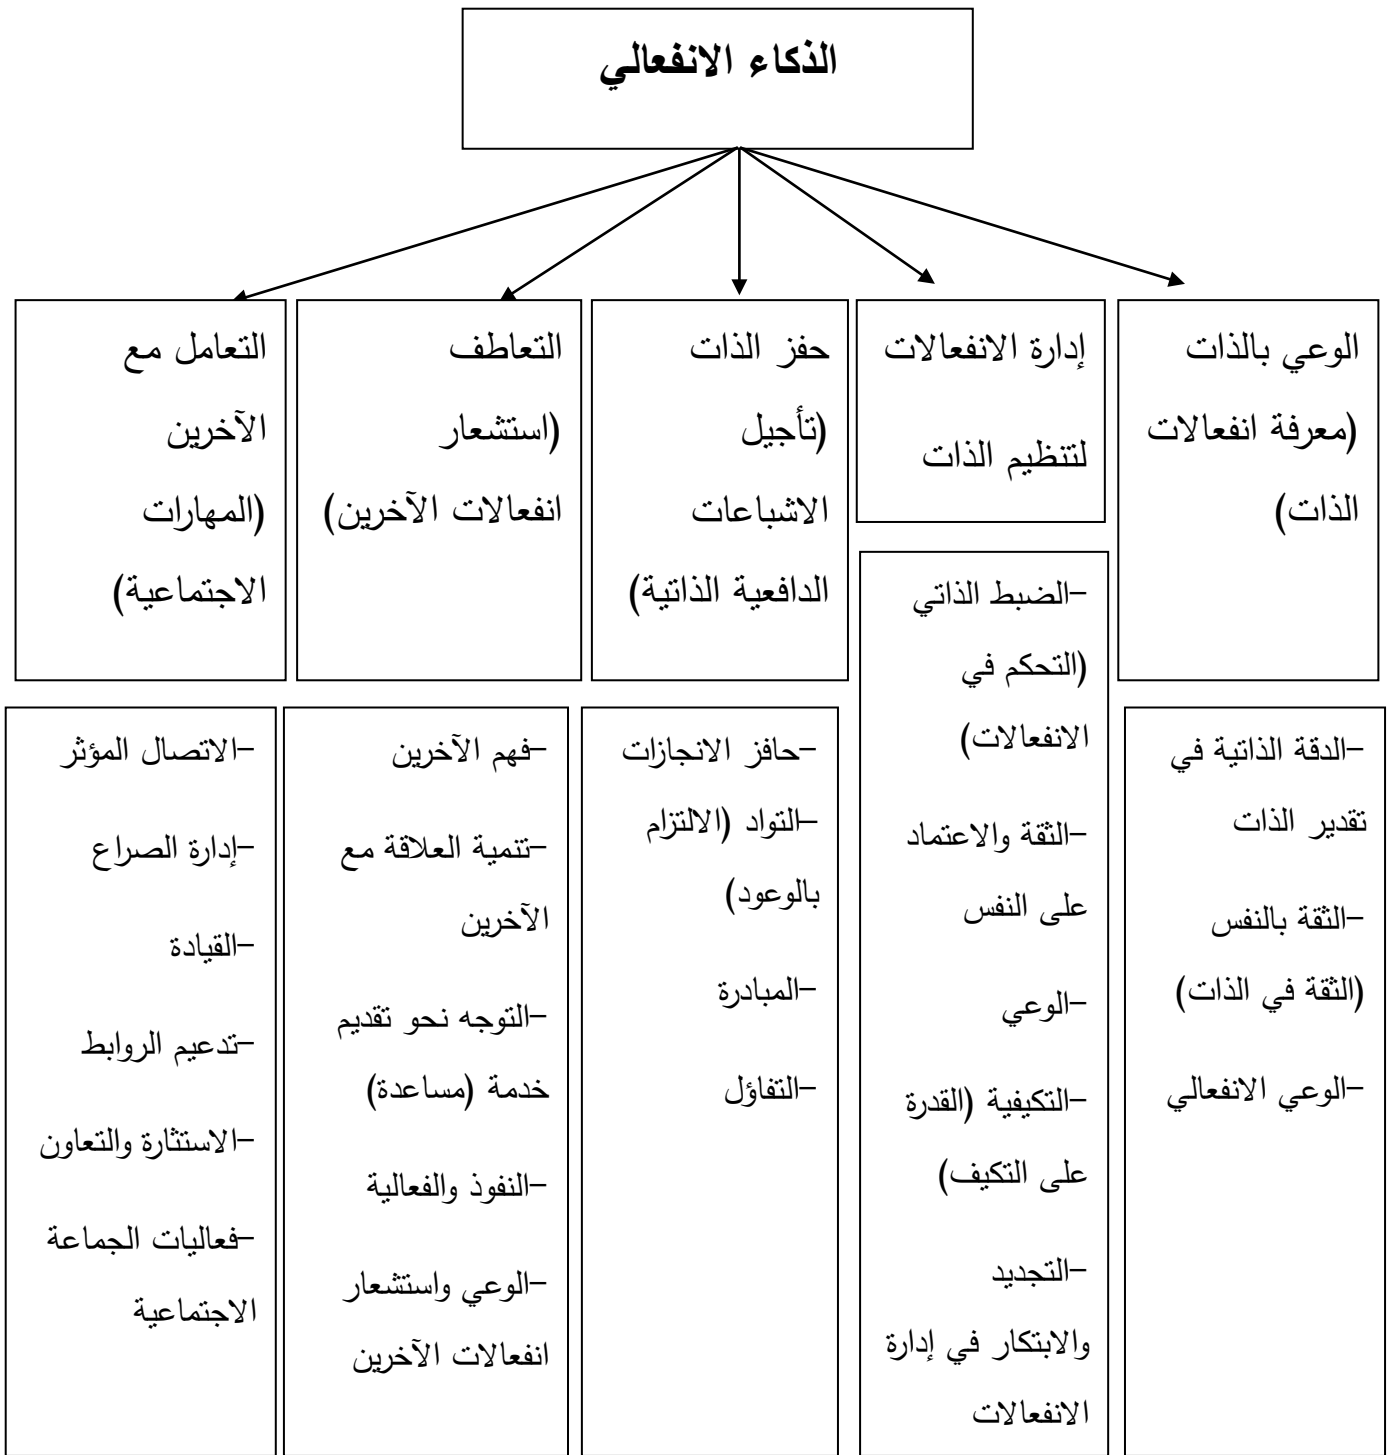 الذكاء الانفعالي
الوعي بالذات
(معرفة انفعالات
الذات)
إدارة الانفعالات
لتنظيم الذات
حفز الذات
(تأجيل
الاشباعات
الدافعية الذاتية)
التعاطف
(استشعار
انفعالات الآخرين)
التعامل مع
الآخرين
(المهارات
الاجتماعية)
-الدقة الذاتية في
تقدير الذات
-الثقة بالنفس
(الثقة في الذات)
-الوعي الانفعالي
-الضبط الذاتي
(التحكم في
الانفعالات)
-الثقة والاعتماد
على النفس
-الوعي
-التكيفية (القدرة
على التكيف)
-التجديد
والابتكار في إدارة
الانفعالات
-حافز الانجازات
-التواد (الالتزام
بالوعود)
-المبادرة
-التفاؤل
-فهم الآخرين
-تنمية العلاقة مع
الآخرين
-التوجه نحو تقديم
خدمة (مساعدة)
-النفوذ والفعالية
-الوعي واستشعار
انفعالات الآخرين
-الاتصال المؤثر
-إدارة الصراع
-القيادة
-تدعيم الروابط
-الاستثارة والتعاون
-فعاليات الجماعة
الاجتماعية